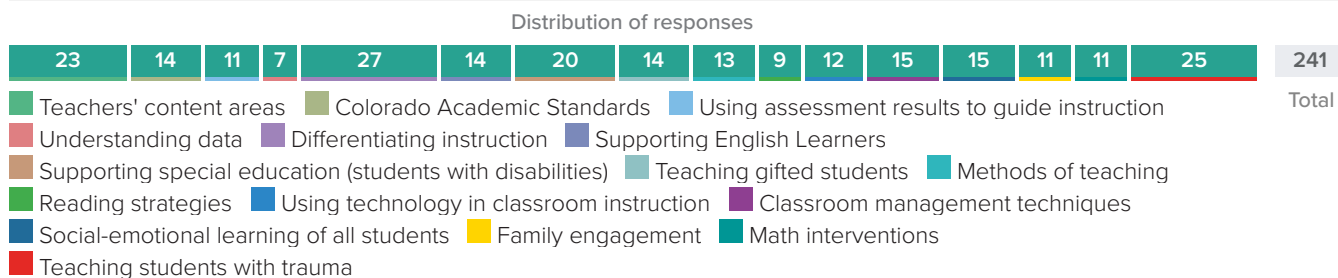 Distribution of responses
23 14 11 7 27 14 20 14 13 9 12 15 15 11 11 25 241
Total
Teachers' content areas Colorado Academic Standards Using assessment results to guide instruction
Understanding data Differentiating instruction Supporting English Learners
Supporting special education (students with disabilities) Teaching gifted students Methods of teaching
Reading strategies Using technology in classroom instruction Classroom management techniques
Social-emotional learning of all students Family engagement Math interventions
Teaching students with trauma